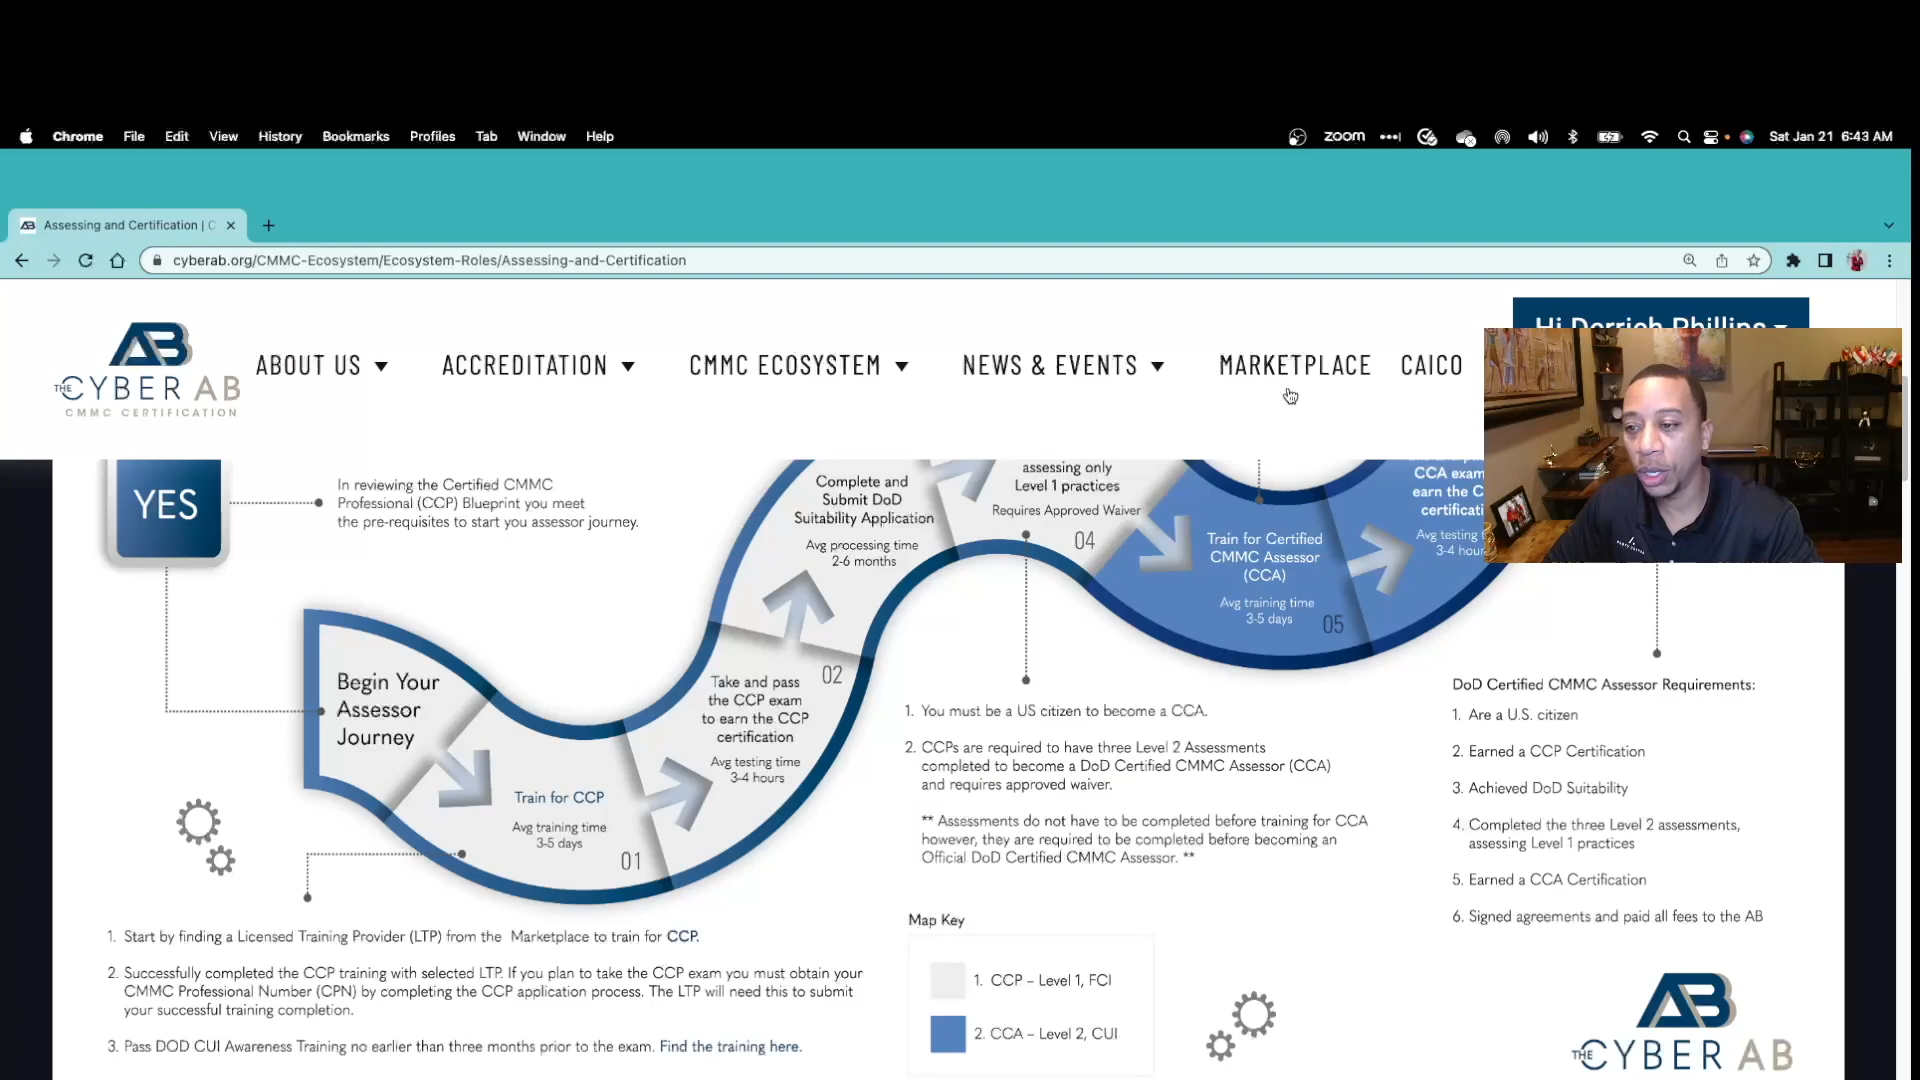 Chrome File Edit View History Bookmarks Profiles Tab Window Help zoom Sat Jan 21 6:43 AM
Assessing and Certification | C
cyberab.org/CMMC-Ecosystem/Ecosystem-Roles/Assessing-and-Certification
Hi Derrich Phillips
AB
THE CYBER AB
CMMC CERTIFICATION
ABOUT US
ACCREDITATION
CMMC ECOSYSTEM
NEWS & EVENTS
MARKETPLACE
CAICO
YES
In reviewing the Certified CMMC
Professional (CCP) Blueprint you meet
the pre-requisites to start you assessor journey.
Begin Your
Assessor
Journey
Train for CCP
Avg training time
3-5 days
01
Take and pass
the CCP exam
to earn the CCP
certification
Avg testing time
3-4 hours
02
Complete and
Submit DoD
Suitability Application
Avg processing time
2-6 months
assessing only
Level 1 practices
Requires Approved Waiver
04
Train for Certified
CMMC Assessor
(CCA)
Avg training time
3-5 days
05
CCA exam
earn the C
certificati
Avg testing t
3-4 hour
1. Start by finding a Licensed Training Provider (LTP) from the Marketplace to train for CCP.
2. Successfully completed the CCP training with selected LTP. If you plan to take the CCP exam you must obtain your
CMMC Professional Number (CPN) by completing the CCP application process. The LTP will need this to submit
your successful training completion.
3. Pass DOD CUI Awareness Training no earlier than three months prior to the exam. Find the training here.
1. You must be a US citizen to become a CCA.
2. CCPs are required to have three Level 2 Assessments
completed to become a DoD Certified CMMC Assessor (CCA)
and requires approved waiver.
** Assessments do not have to be completed before training for CCA
however, they are required to be completed before becoming an
Official DoD Certified CMMC Assessor. **
Map Key
1. CCP – Level 1, FCI
2. CCA – Level 2, CUI
DoD Certified CMMC Assessor Requirements:
1. Are a U.S. citizen
2. Earned a CCP Certification
3. Achieved DoD Suitability
4. Completed the three Level 2 assessments,
assessing Level 1 practices
5. Earned a CCA Certification
6. Signed agreements and paid all fees to the AB
AB
THE CYBER AB